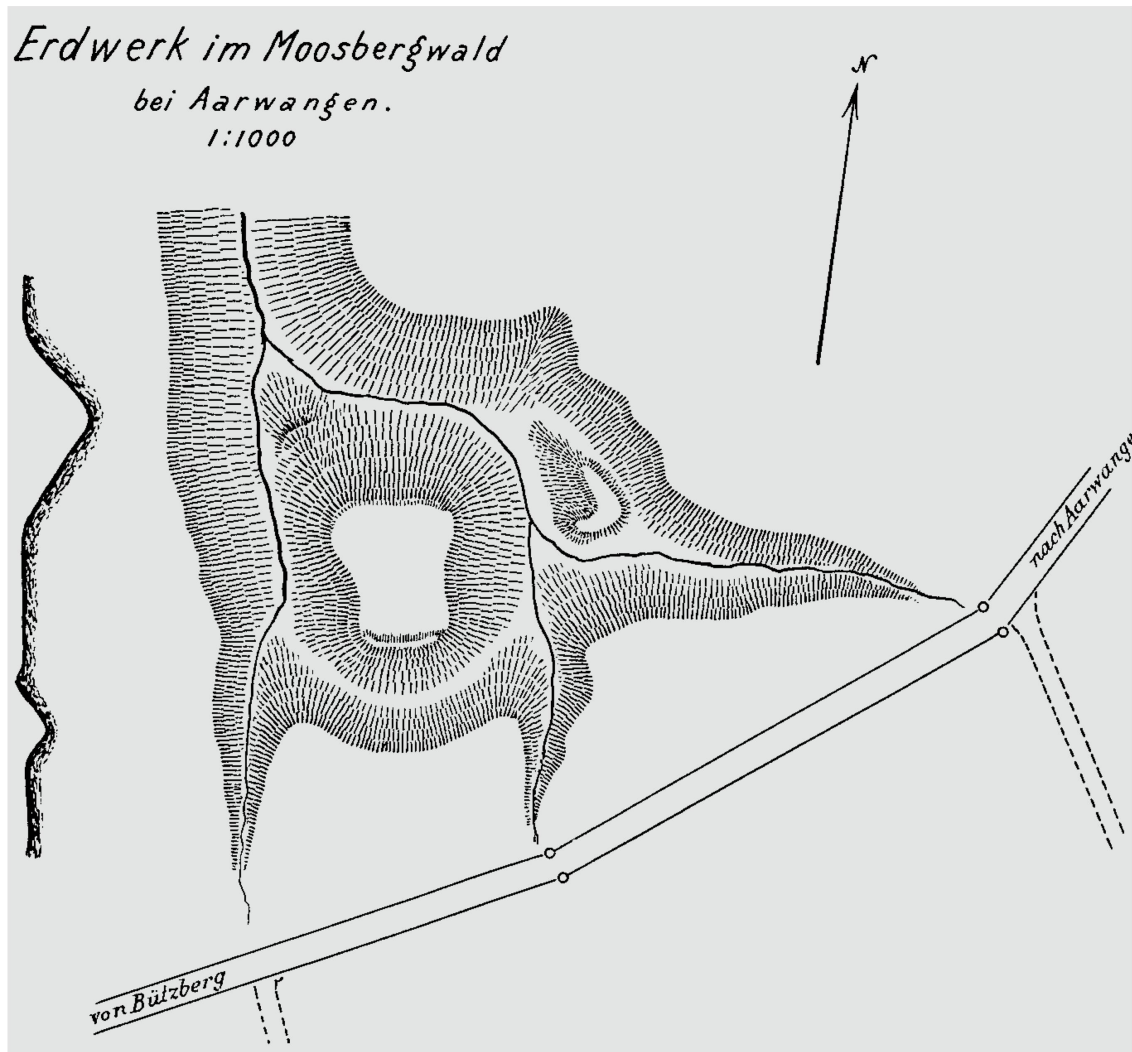 Erdwerk im Moosbergwald
bei Aarwangen.
1:1000
N
nach Aarwangen
von Bützberg
r